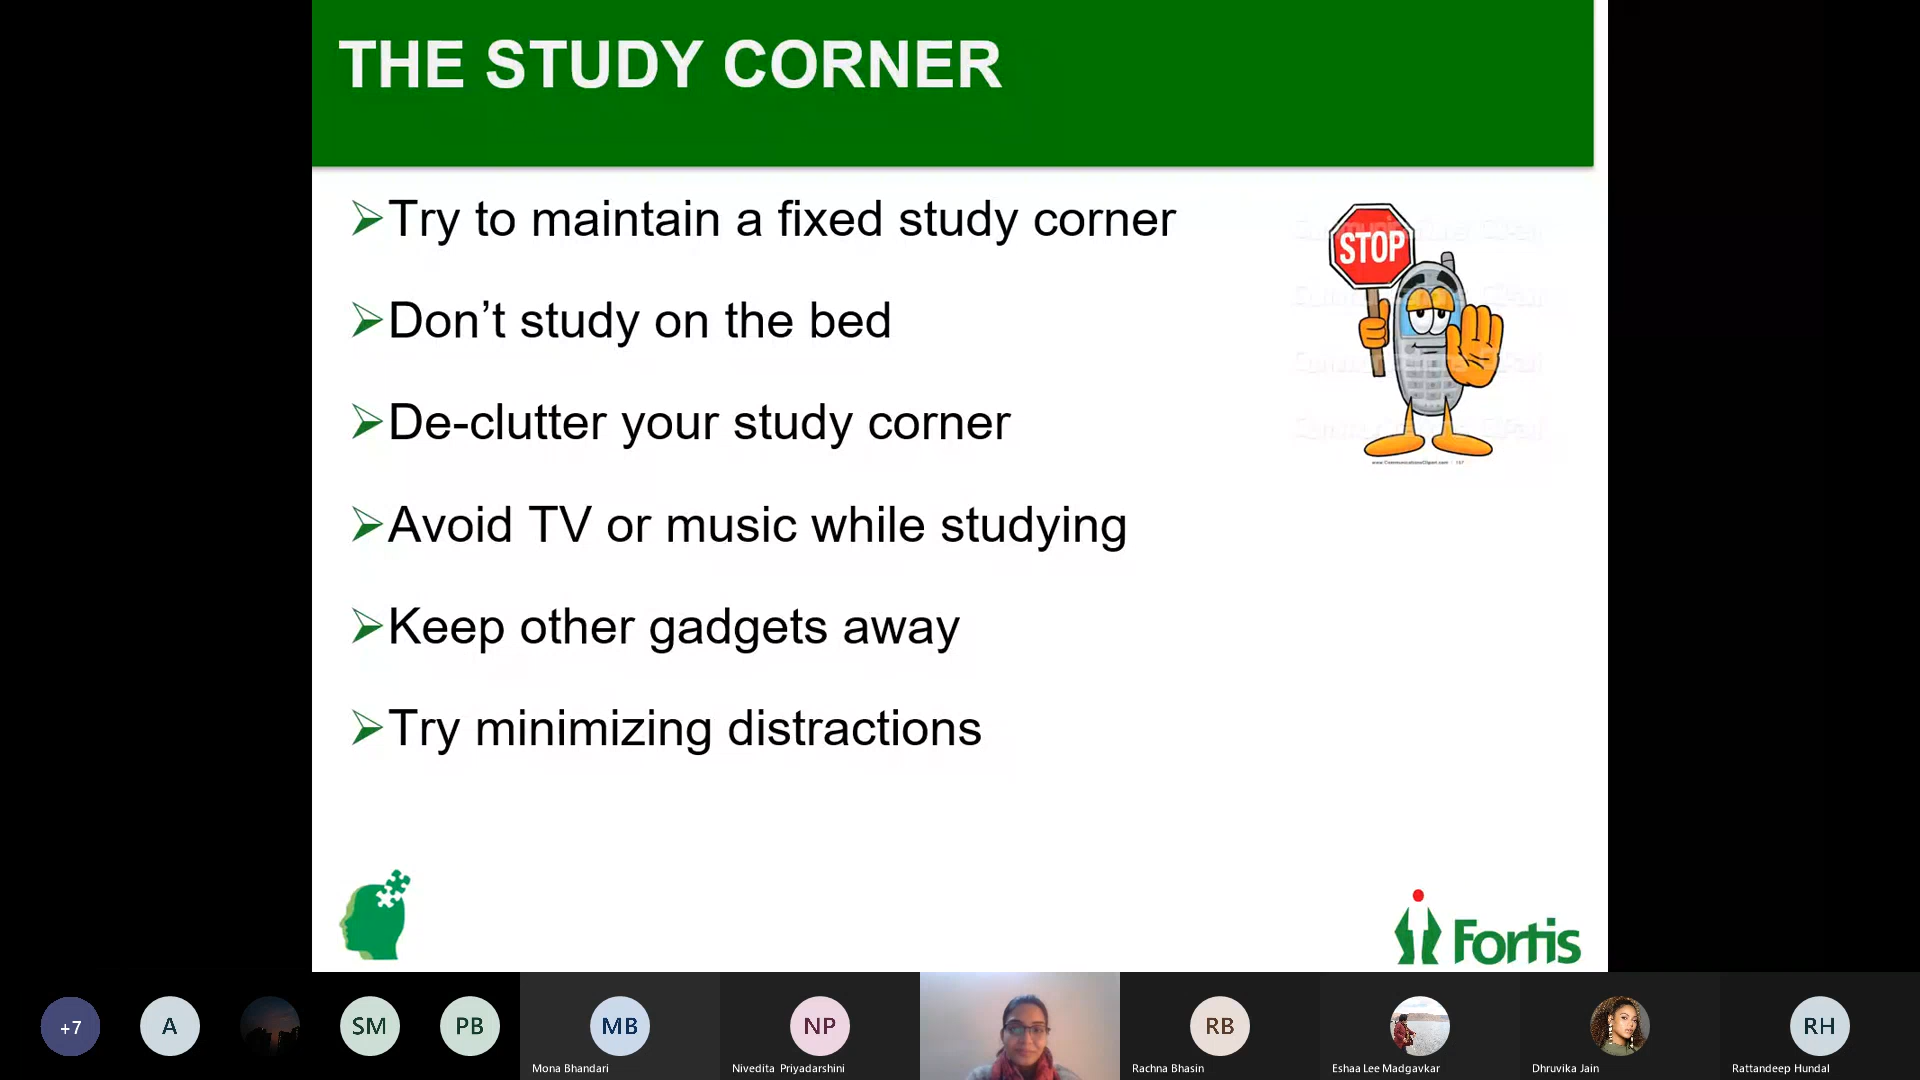 THE STUDY CORNER
Try to maintain a fixed study corner
STOP
Don’t study on the bed
De-clutter your study corner
Avoid TV or music while studying
Keep other gadgets away
Try minimizing distractions
Fortis
+7
A
SM
PB
MB
NP
RB
RH
Mona Bhandari
Nivedita Priyadarshini
Rachna Bhasin
Eshaa Lee Madgavkar
Dhruvika Jain
Rattandeep Hundal